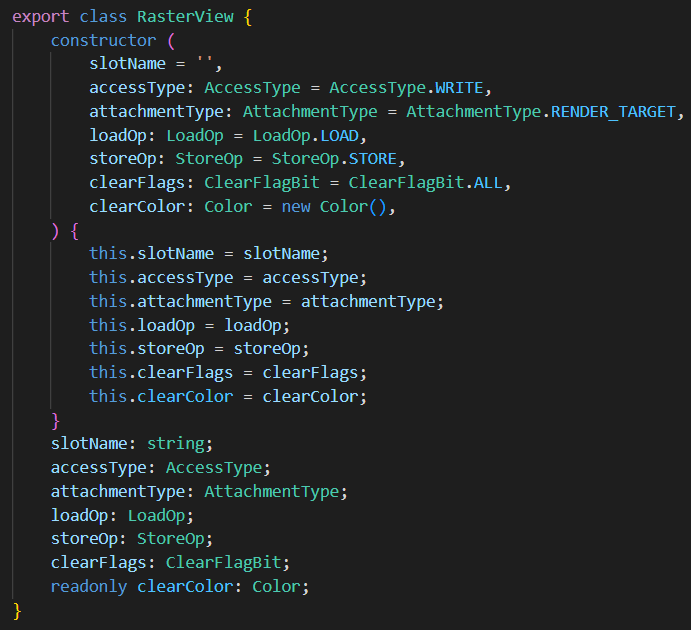 export class RasterView {
    constructor (
        slotName = '',
        accessType: AccessType = AccessType.WRITE,
        attachmentType: AttachmentType = AttachmentType.RENDER_TARGET,
        loadOp: LoadOp = LoadOp.LOAD,
        storeOp: StoreOp = StoreOp.STORE,
        clearFlags: ClearFlagBit = ClearFlagBit.ALL,
        clearColor: Color = new Color(),
    ) {
        this.slotName = slotName;
        this.accessType = accessType;
        this.attachmentType = attachmentType;
        this.loadOp = loadOp;
        this.storeOp = storeOp;
        this.clearFlags = clearFlags;
        this.clearColor = clearColor;
    }
    slotName: string;
    accessType: AccessType;
    attachmentType: AttachmentType;
    loadOp: LoadOp;
    storeOp: StoreOp;
    clearFlags: ClearFlagBit;
    readonly clearColor: Color;
}